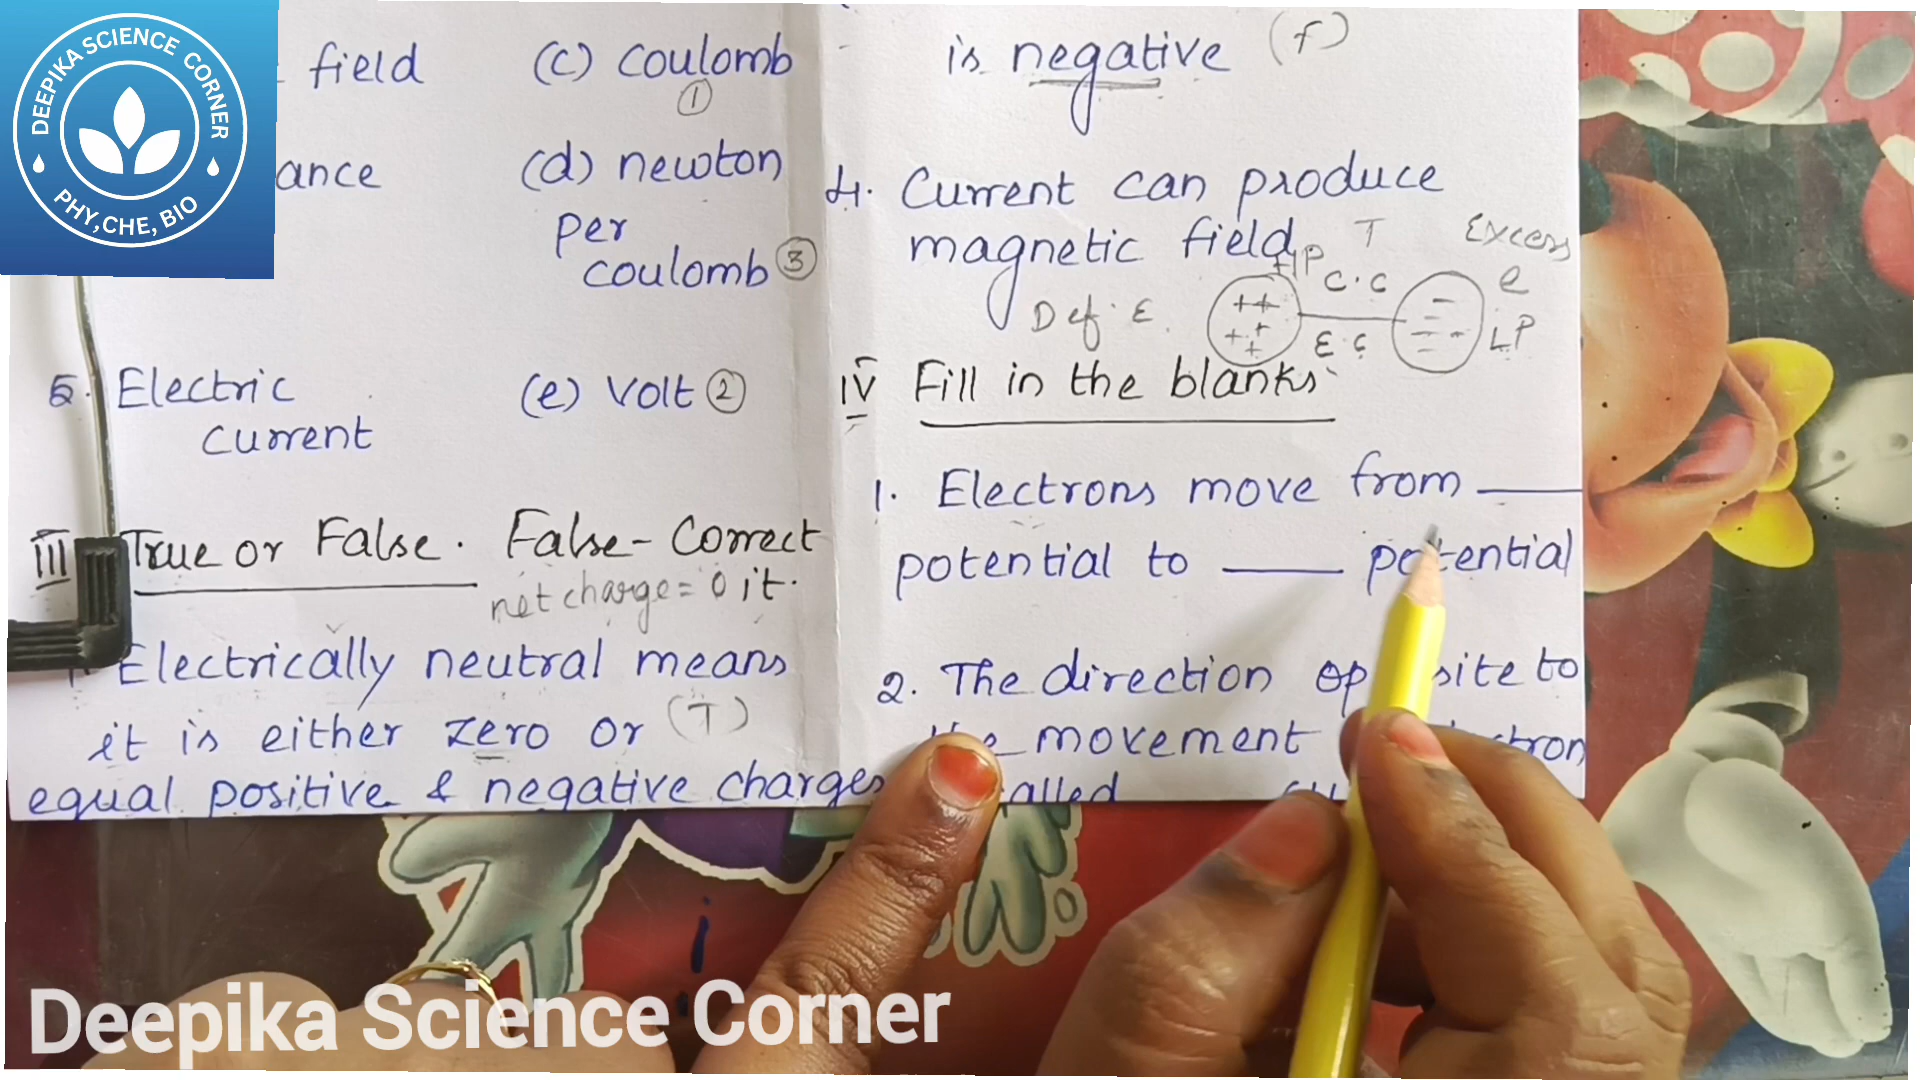 DEEPIKA SCIENCE CORNER
PHY,CHE, BIO
field
(c) coulomb
①
ance
(d) newton
per
coulomb ③
5. Electric
current
(e) volt ②
III True or False. False - Correct
it.
net charge = 0
Electrically neutral means
it is either zero or (T)
equal positive & negative charges
is negative (f)
4. Current can produce
magnetic field T
Excess
e
LP
HP
C.C
E.C
Def. E.
++
++
+
− − − −
IV Fill in the blanks
1. Electrons move from ____
potential to ____ potential
2. The direction site to
movement
Deepika Science Corner